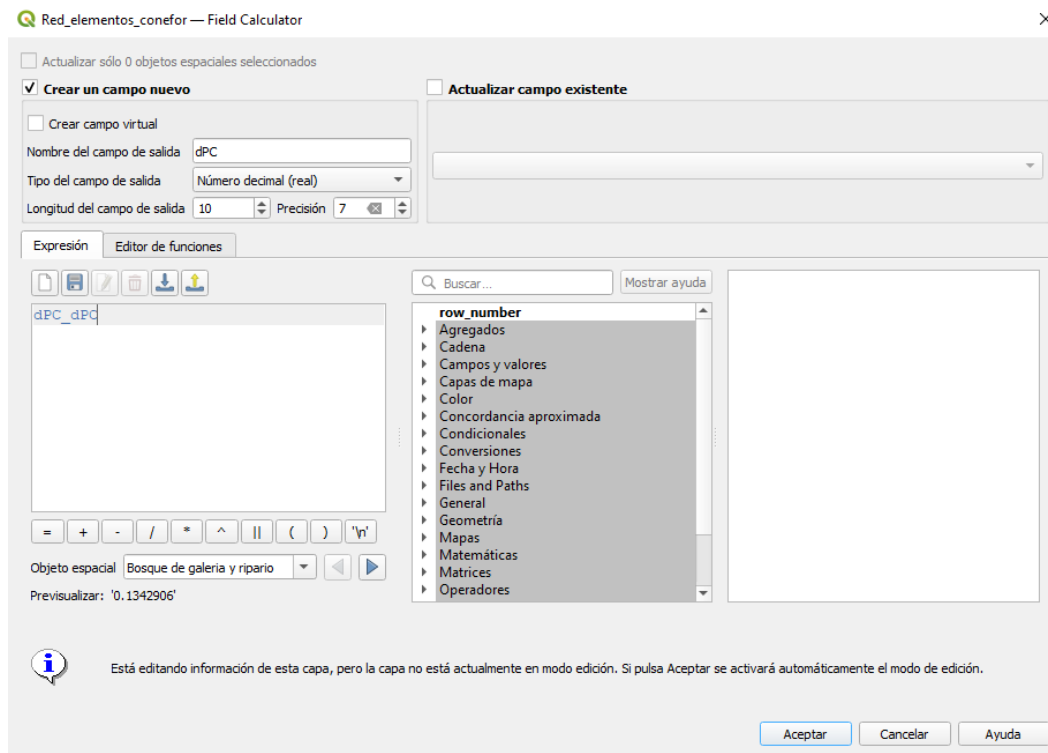 Red_elementos_conefor — Field Calculator
Actualizar sólo 0 objetos espaciales seleccionados
Crear un campo nuevo
Actualizar campo existente
Crear campo virtual
Nombre del campo de salida dPC
Tipo del campo de salida Número decimal (real)
Longitud del campo de salida 10 Precisión 7
Expresión Editor de funciones
Buscar... Mostrar ayuda
dPC_dPC
row_number
Agregados
Cadena
Campos y valores
Capas de mapa
Color
Concordancia aproximada
Condicionales
Conversiones
Fecha y Hora
Files and Paths
General
Geometría
Mapas
Matemáticas
Matrices
Operadores
= + - / * ^ || ( ) '\n'
Objeto espacial Bosque de galeria y ripario
Previsualizar: '0.1342906'
Está editando información de esta capa, pero la capa no está actualmente en modo edición. Si pulsa Aceptar se activará automáticamente el modo de edición.
Aceptar Cancelar Ayuda